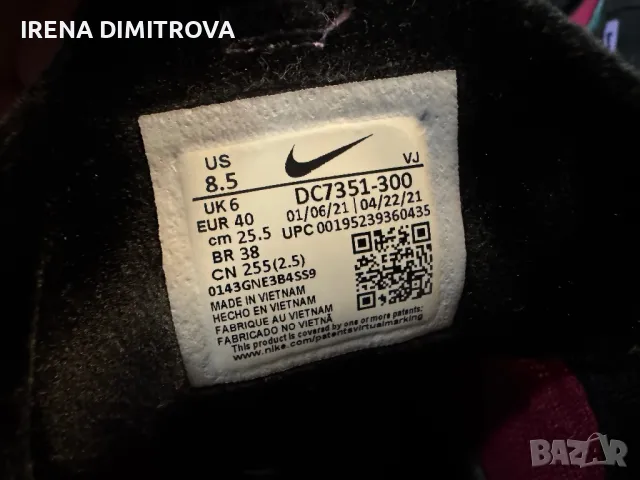 IRENA DIMITROVA
US
8.5
VJ
UK 6
DC7351-300
EUR 40
01/06/21 | 04/22/21
cm 25.5
UPC 00195239360435
BR 38
CN 255(2.5)
0143GNE3B4SS9
MADE IN VIETNAM
HECHO EN VIETNAM
FABRIQUE AU VIETNAM
FABRICADO NO VIETNÃ
This product is covered by one or more patents.
www.nike.com/patentsvirtualmarking
BAZAR